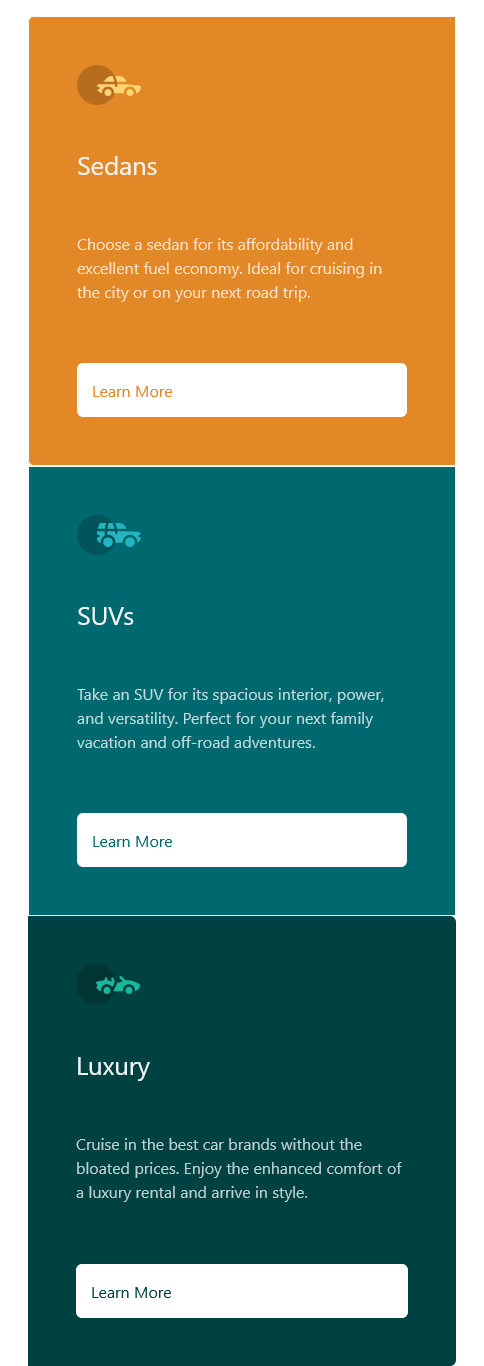 Sedans
Choose a sedan for its affordability and
excellent fuel economy. Ideal for cruising in
the city or on your next road trip.
Learn More
SUVs
Take an SUV for its spacious interior, power,
and versatility. Perfect for your next family
vacation and off-road adventures.
Learn More
Luxury
Cruise in the best car brands without the
bloated prices. Enjoy the enhanced comfort of
a luxury rental and arrive in style.
Learn More